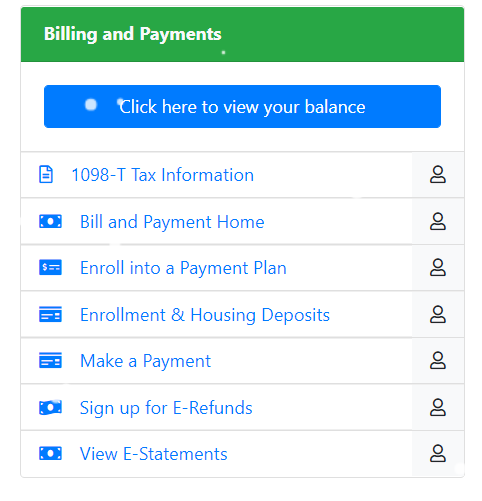 Billing and Payments
Click here to view your balance
1098-T Tax Information
Bill and Payment Home
Enroll into a Payment Plan
Enrollment & Housing Deposits
Make a Payment
Sign up for E-Refunds
View E-Statements